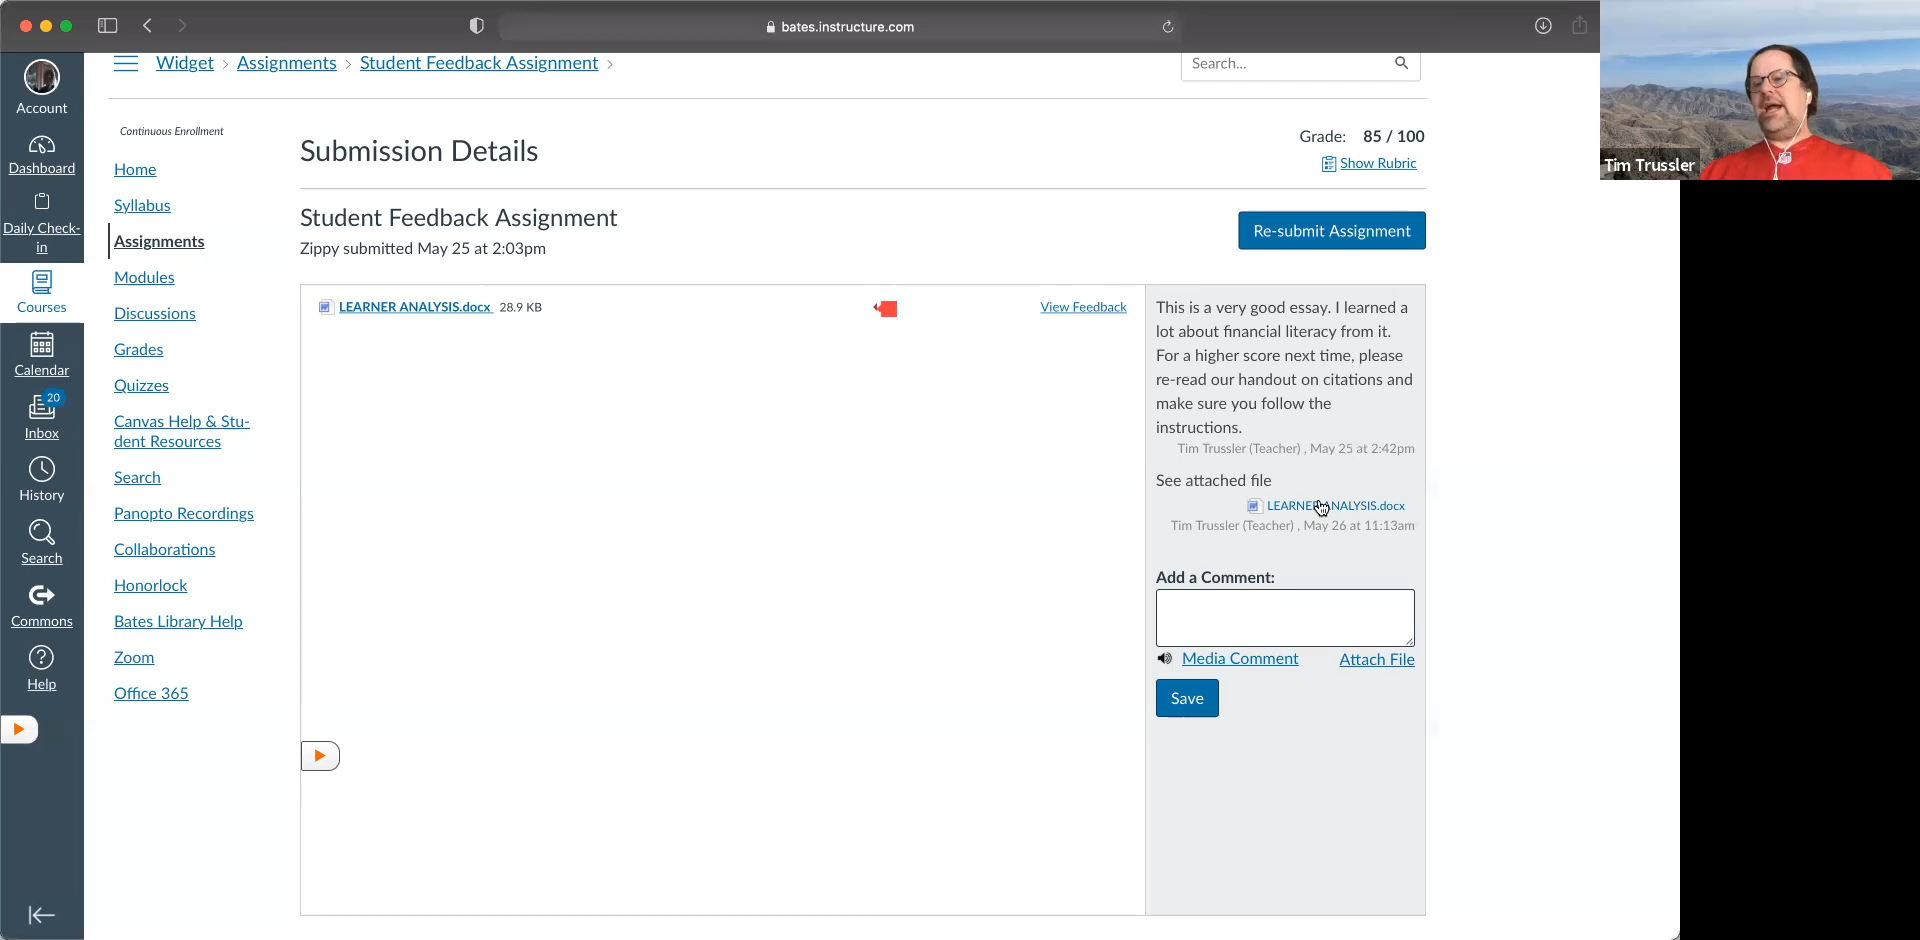 bates.instructure.com
Widget > Assignments > Student Feedback Assignment >
Search...
Account
Dashboard
Daily Check-
in
Courses
Calendar
20
Inbox
History
Search
Commons
Help
Continuous Enrollment
Home
Syllabus
Assignments
Modules
Discussions
Grades
Quizzes
Canvas Help & Stu-
dent Resources
Search
Panopto Recordings
Collaborations
Honorlock
Bates Library Help
Zoom
Office 365
Submission Details
Grade: 85 / 100
Show Rubric
Student Feedback Assignment
Zippy submitted May 25 at 2:03pm
Re-submit Assignment
LEARNER ANALYSIS.docx 28.9 KB
View Feedback
This is a very good essay. I learned a
lot about financial literacy from it.
For a higher score next time, please
re-read our handout on citations and
make sure you follow the
instructions.
Tim Trussler (Teacher) , May 25 at 2:42pm
See attached file
LEARNER ANALYSIS.docx
Tim Trussler (Teacher) , May 26 at 11:13am
Add a Comment:
Media Comment
Attach File
Save
Tim Trussler